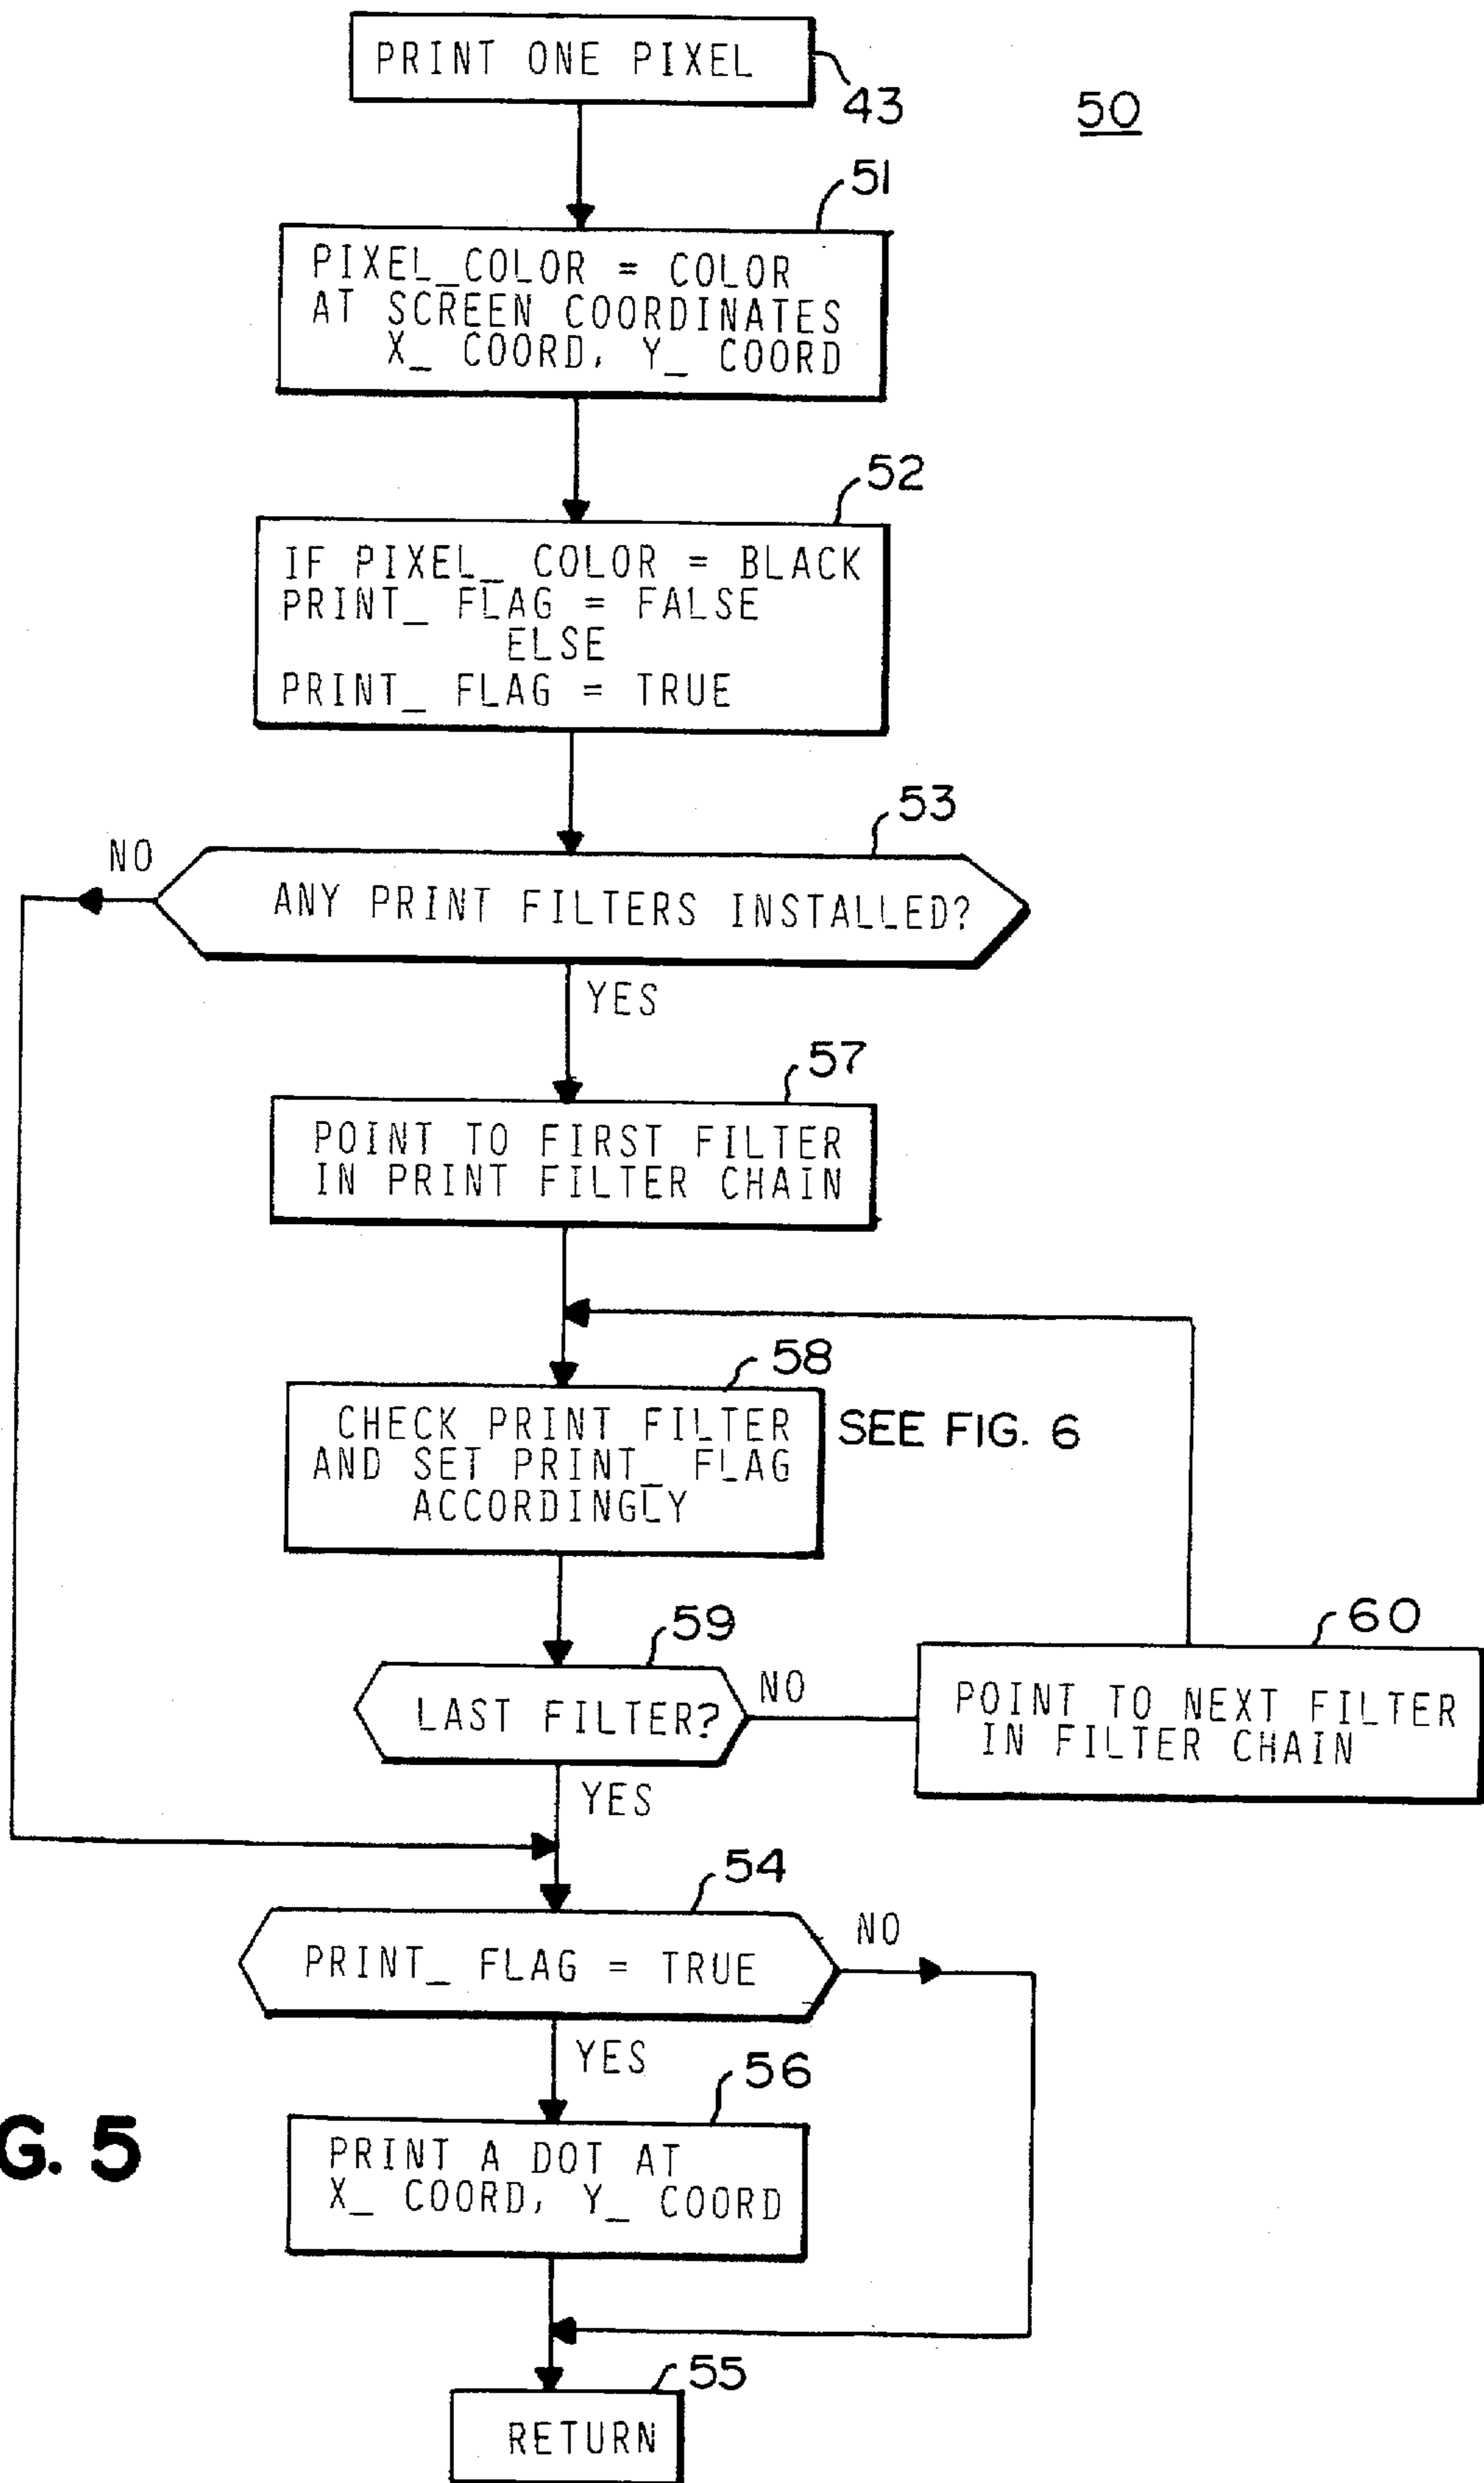 PRINT ONE PIXEL
43
50
51
PIXEL_COLOR = COLOR
AT SCREEN COORDINATES
X_ COORD, Y_ COORD
52
IF PIXEL_ COLOR = BLACK
PRINT_ FLAG = FALSE
ELSE
PRINT_ FLAG = TRUE
53
NO
ANY PRINT FILTERS INSTALLED?
YES
57
POINT TO FIRST FILTER
IN PRINT FILTER CHAIN
58
CHECK PRINT FILTER
AND SET PRINT_ FLAG
ACCORDINGLY
SEE FIG. 6
59
LAST FILTER?
NO
60
POINT TO NEXT FILTER
IN FILTER CHAIN
YES
54
PRINT_ FLAG = TRUE
NO
YES
56
PRINT A DOT AT
X_ COORD, Y_ COORD
G. 5
55
RETURN